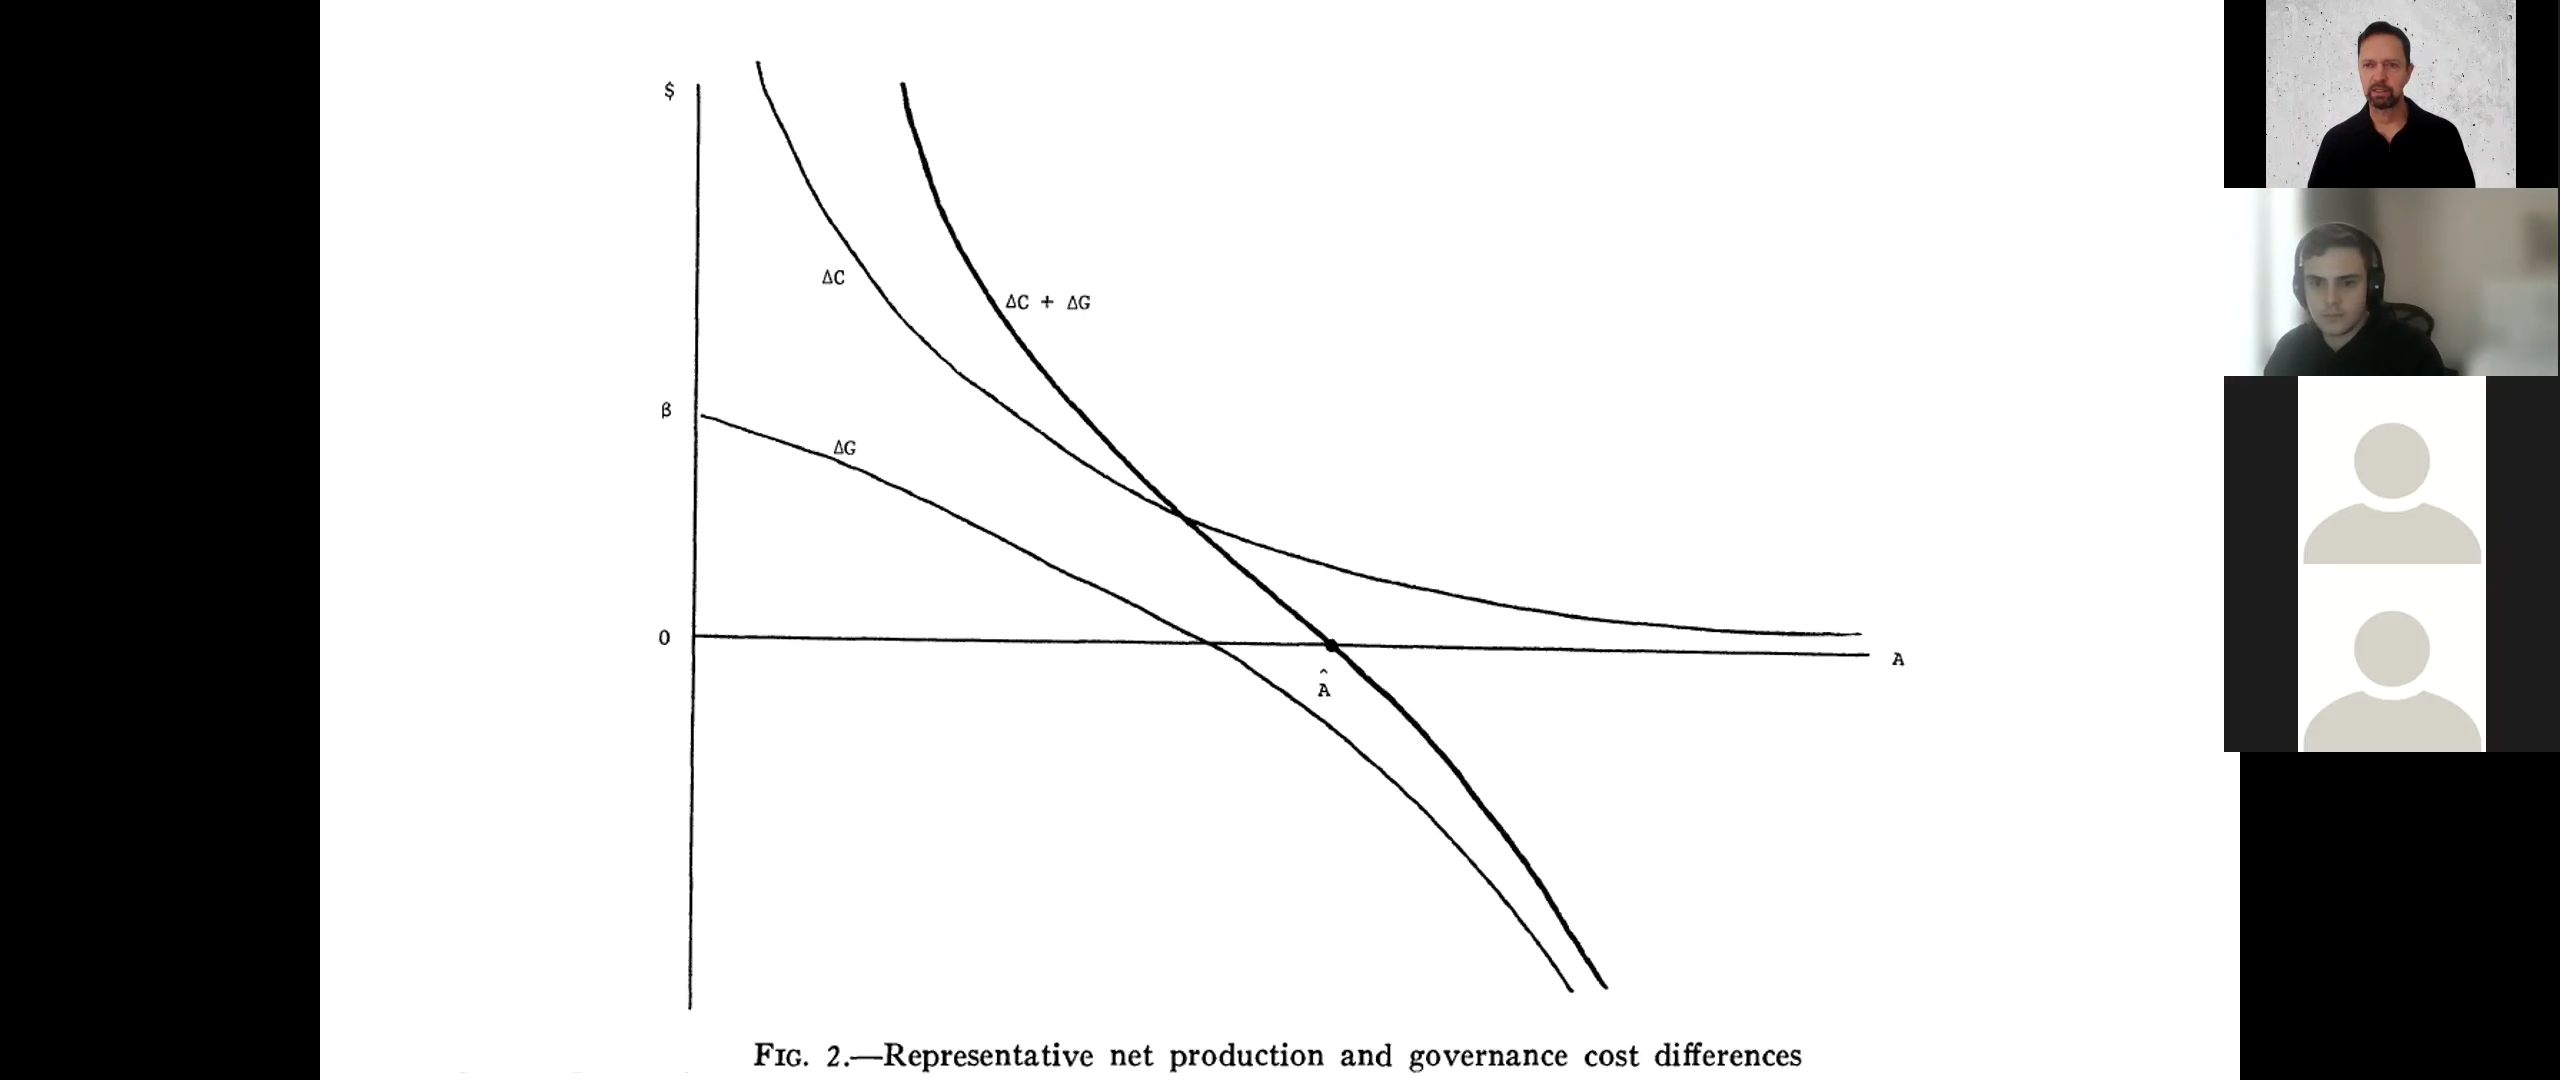 $
ΔC
ΔC + ΔG
β
ΔG
0
A
Â
FIG. 2.—Representative net production and governance cost differences